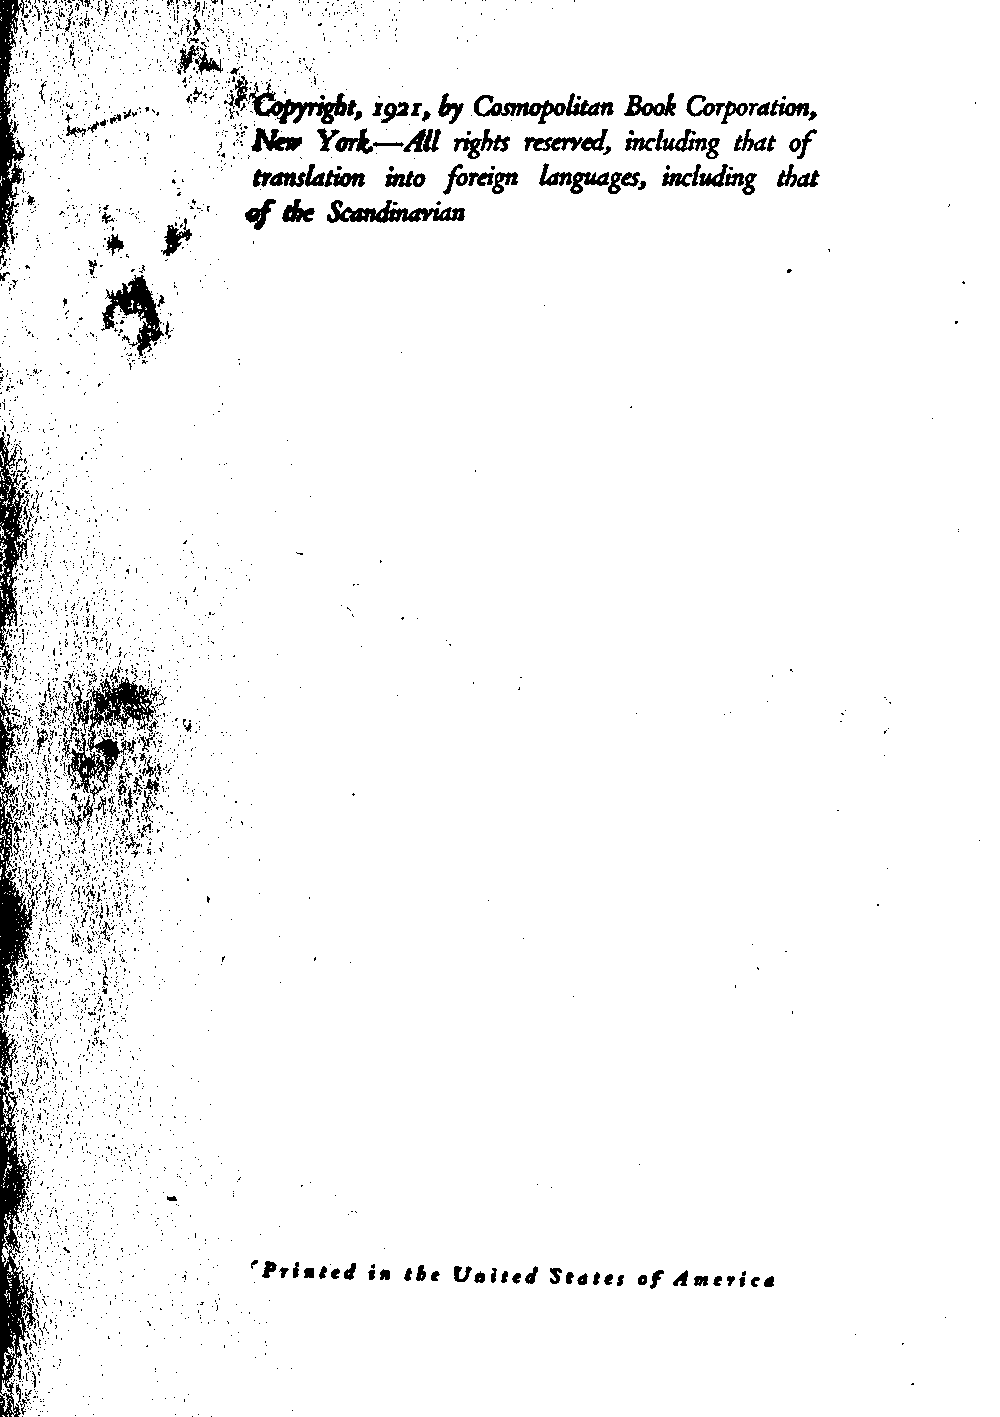 Copyright, 1921, by Cosmopolitan Book Corporation,
New York.—All rights reserved, including that of
translation into foreign languages, including that
of the Scandinavian
Printed in the United States of America